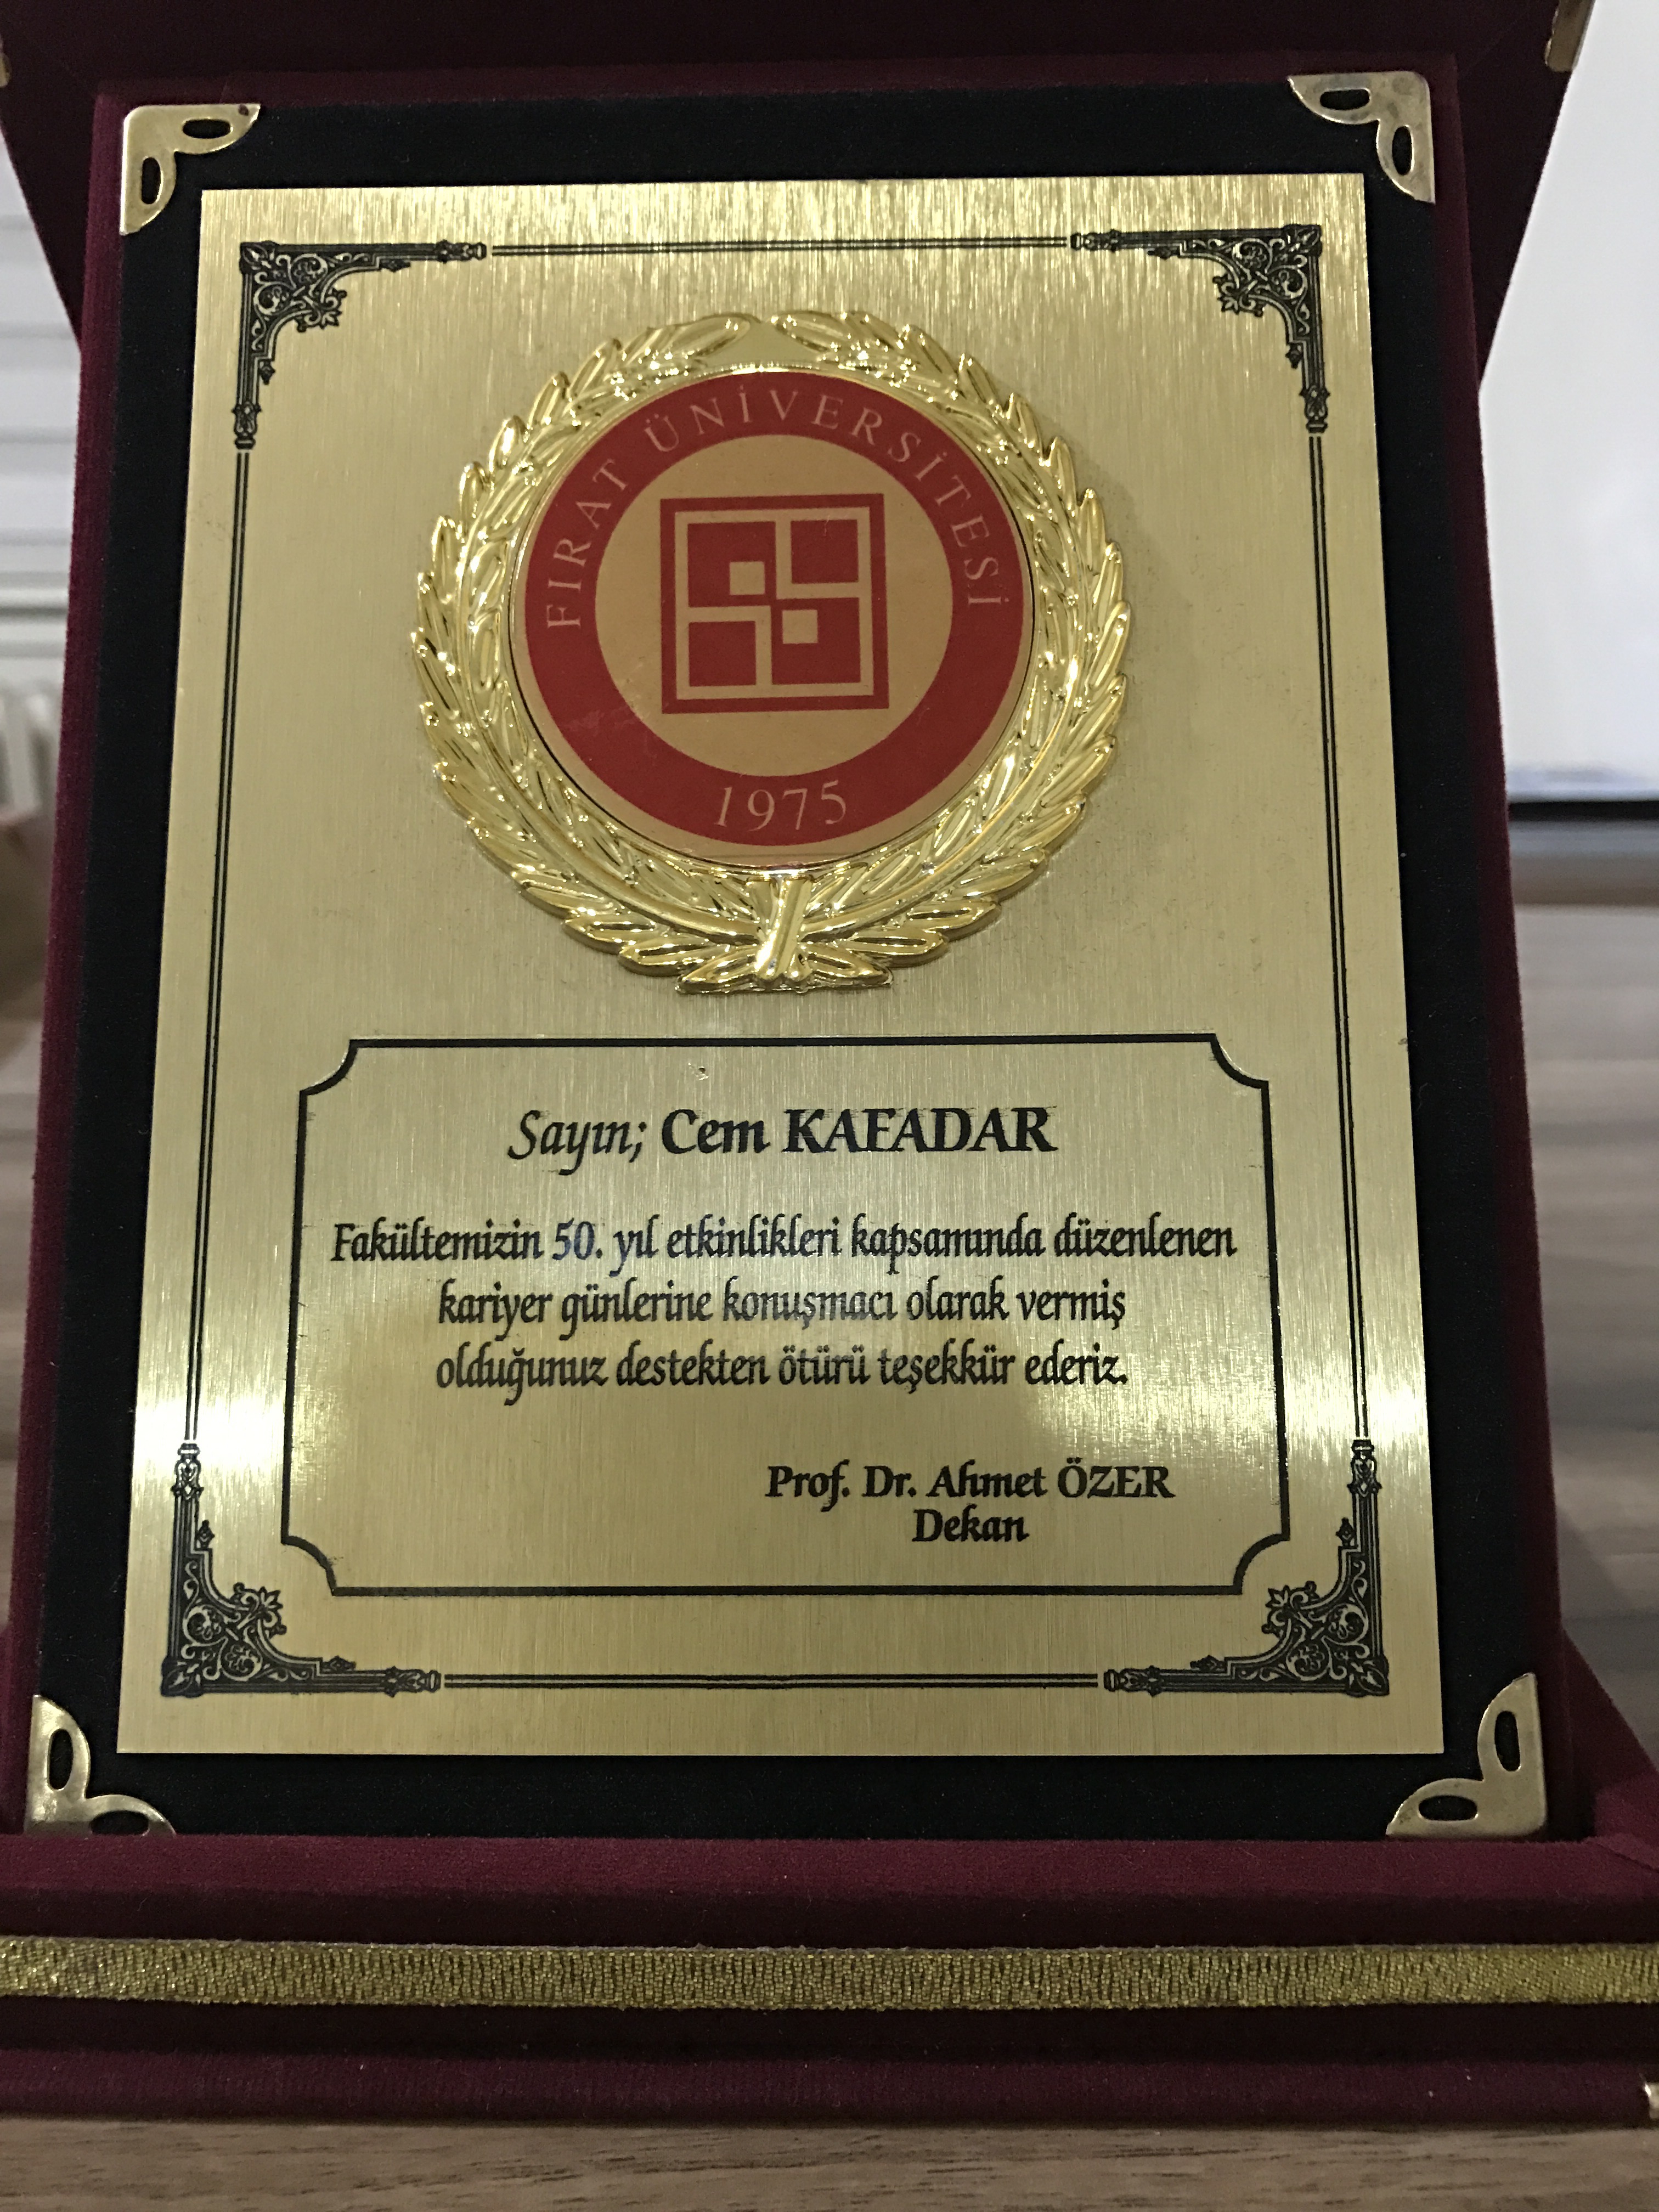 FIRAT ÜNİVERSİTESİ
1975
Sayın; Cem KAFADAR
Fakültemizin 50. yıl etkinlikleri kapsamında düzenlenen
kariyer günlerine konuşmacı olarak vermiş
olduğunuz destekten ötürü teşekkür ederiz.
Prof. Dr. Ahmet ÖZER
Dekan